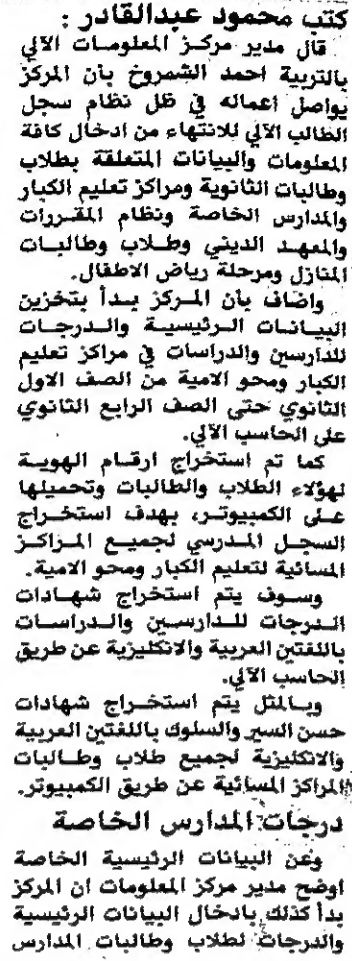 كتب محمود عبدالقادر :
قال مدير مركز المعلومات الآلي
بالتربية احمد الشمروخ بأن المركز
يواصل اعماله في ظل نظام سجل
الطالب الآلي للانتهاء من ادخال كافة
المعلومات والبيانات المتعلقة بطلاب
وطالبات الثانوية ومراكز تعليم الكبار
والمدارس الخاصة ونظام المقررات
والمعهد الديني وطلاب وطالبات
المنازل ومرحلة رياض الاطفال.
واضاف بأن المركز بدأ بتخزين
البيانات الرئيسية والدرجات
للدارسين والدراسات في مراكز تعليم
الكبار ومحو الامية من الصف الاول
الثانوي حتى الصف الرابع الثانوي
على الحاسب الآلي.
كما تم استخراج ارقام الهوية
لهؤلاء الطلاب والطالبات وتحميلها
على الكمبيوتر، بهدف استخراج
السجل المدرسي لجميع المراكز
المسائية لتعليم الكبار ومحو الامية.
وسوف يتم استخراج شهادات
الدرجات للدارسين والدراسات
باللغتين العربية والانكليزية عن طريق
الحاسب الآلي.
وبالمثل يتم استخراج شهادات
حسن السير والسلوك باللغتين العربية
والانكليزية لجميع طلاب وطالبات
المراكز المسائية عن طريق الكمبيوتر.
درجات المدارس الخاصة
وعن البيانات الرئيسية الخاصة
اوضح مدير مركز المعلومات ان المركز
بدأ كذلك بادخال البيانات الرئيسية
والدرجات لطلاب وطالبات المدارس